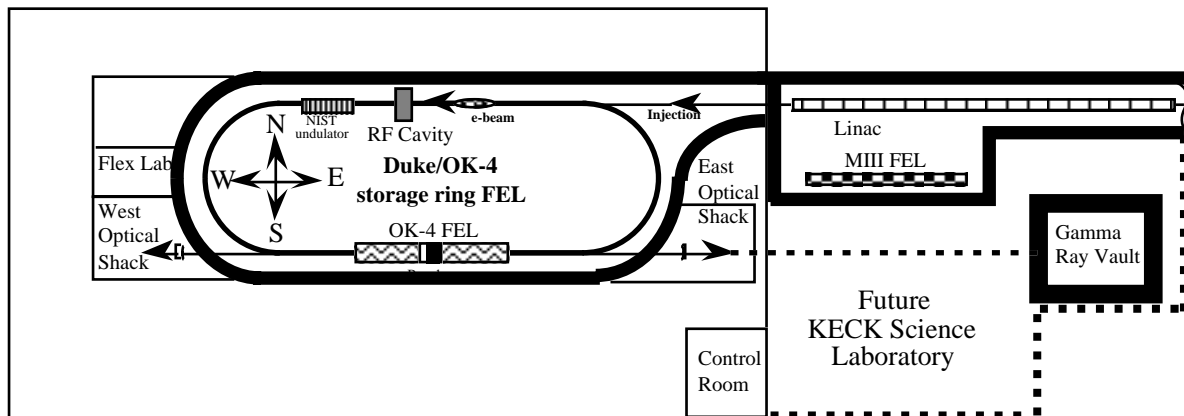 NIST
undulator
RF Cavity
e-beam
Injection
Linac
N
W
E
S
Duke/OK-4
storage ring FEL
Flex Lab
MIII FEL
East
Optical
Shack
West
Optical
Shack
OK-4 FEL
Gamma
Ray Vault
Future
KECK Science
Laboratory
Control
Room